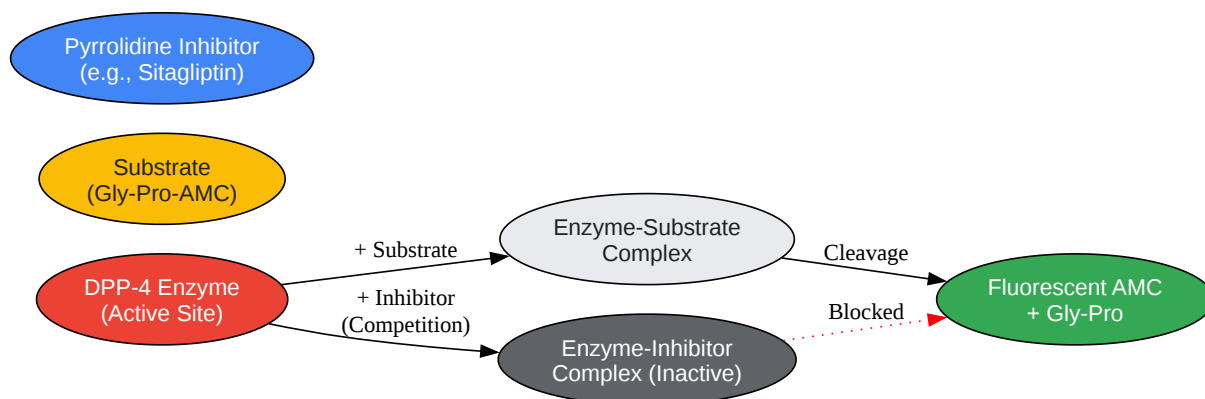 Pyrrolidine Inhibitor
(e.g., Sitagliptin)
Substrate
(Gly-Pro-AMC)
DPP-4 Enzyme
(Active Site)
+ Substrate
+ Inhibitor
(Competition)
Enzyme-Substrate
Complex
Enzyme-Inhibitor
Complex (Inactive)
Cleavage
Blocked
Fluorescent AMC
+ Gly-Pro